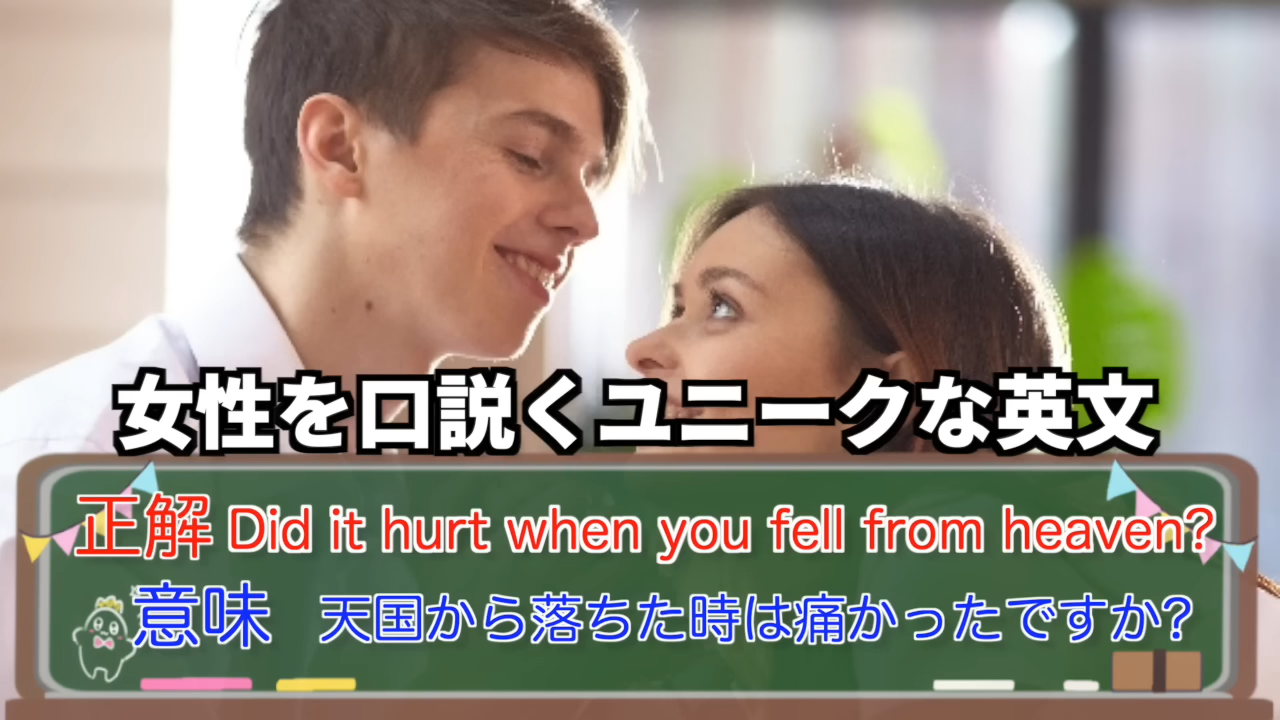 女性を口説くユニークな英文
正解 Did it hurt when you fell from heaven?
意味 天国から落ちた時は痛かったですか?